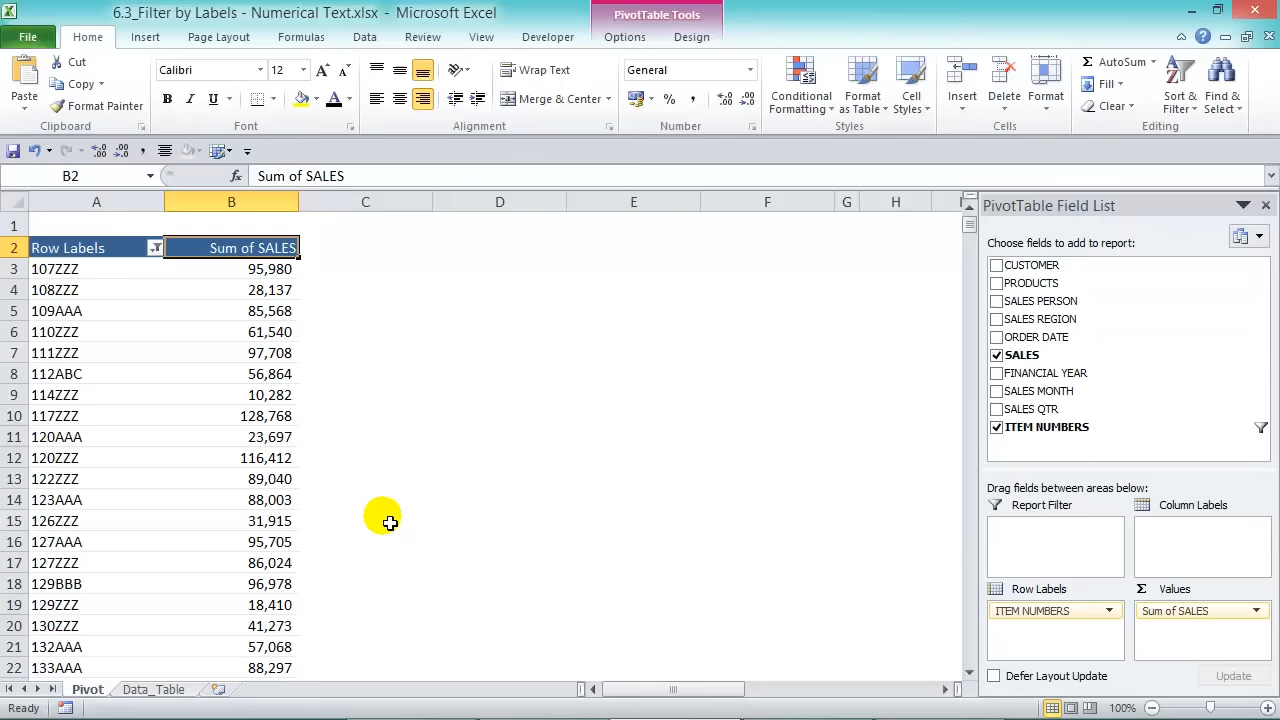 6.3_Filter by Labels - Numerical Text.xlsx - Microsoft Excel
PivotTable Tools
File Home Insert Page Layout Formulas Data Review View Developer Options Design
Paste
Cut
Copy
Format Painter
Clipboard
Calibri 12
B I U
Font
Wrap Text
Merge & Center
Alignment
General
Number
Conditional Formatting
Format as Table
Cell Styles
Styles
Insert
Delete
Format
Cells
AutoSum
Fill
Clear
Sort & Filter
Find & Select
Editing
B2 fx Sum of SALES
A B C D E F G H
1
2 Row Labels Sum of SALES
3 107ZZZ 95,980
4 108ZZZ 28,137
5 109AAA 85,568
6 110ZZZ 61,540
7 111ZZZ 97,708
8 112ABC 56,864
9 114ZZZ 10,282
10 117ZZZ 128,768
11 120AAA 23,697
12 120ZZZ 116,412
13 122ZZZ 89,040
14 123AAA 88,003
15 126ZZZ 31,915
16 127AAA 95,705
17 127ZZZ 86,024
18 129BBB 96,978
19 129ZZZ 18,410
20 130ZZZ 41,273
21 132AAA 57,068
22 133AAA 88,297
PivotTable Field List
Choose fields to add to report:
CUSTOMER
PRODUCTS
SALES PERSON
SALES REGION
ORDER DATE
SALES
FINANCIAL YEAR
SALES MONTH
SALES QTR
ITEM NUMBERS
Drag fields between areas below:
Report Filter
Column Labels
Row Labels
Σ Values
ITEM NUMBERS
Sum of SALES
Defer Layout Update
Update
Pivot Data_Table
Ready
100%